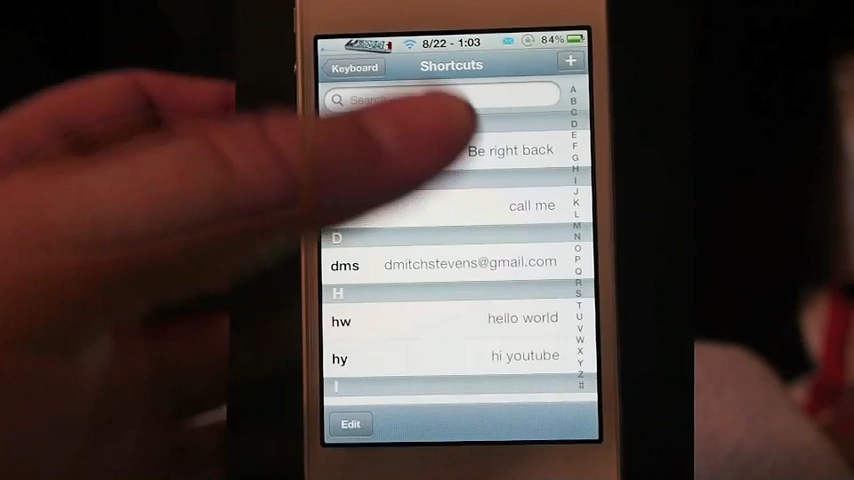 8/22 - 1:03 84%
Keyboard Shortcuts +
Search
Be right back
call me
D
dms dmitchstevens@gmail.com
H
hw hello world
hy hi youtube
I
Edit
A
B
C
D
E
F
G
H
I
J
K
L
M
N
O
P
Q
R
S
T
U
V
W
X
Y
Z
#